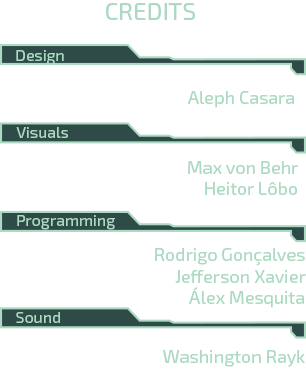 CREDITS
Design
Aleph Casara
Visuals
Max von Behr
Heitor Lôbo
Programming
Rodrigo Gonçalves
Jefferson Xavier
Álex Mesquita
Sound
Washington Rayk